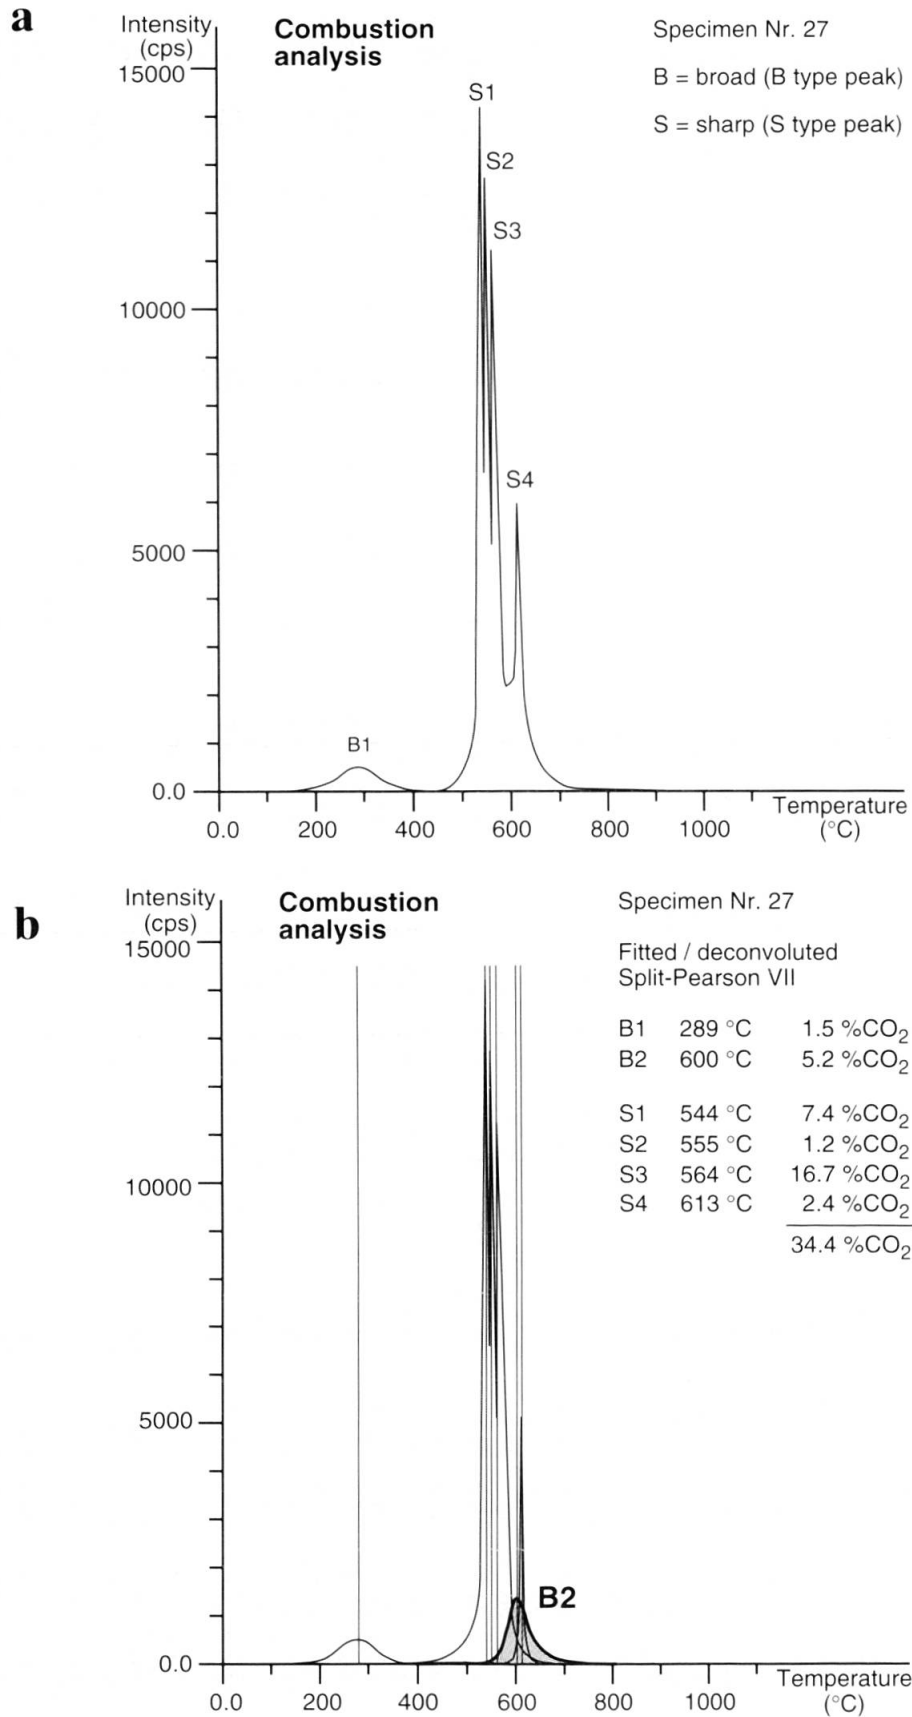 a
Intensity
(cps)
Combustion
analysis
Specimen Nr. 27
B = broad (B type peak)
S = sharp (S type peak)
15000
10000
5000
0.0
S1
S2
S3
S4
B1
0.0 200 400 600 800 1000
Temperature
(°C)
b
Intensity
(cps)
Combustion
analysis
Specimen Nr. 27
Fitted / deconvoluted
Split-Pearson VII
B1 289 °C 1.5 %CO2
B2 600 °C 5.2 %CO2
S1 544 °C 7.4 %CO2
S2 555 °C 1.2 %CO2
S3 564 °C 16.7 %CO2
S4 613 °C 2.4 %CO2
34.4 %CO2
15000
10000
5000
0.0
B2
0.0 200 400 600 800 1000
Temperature
(°C)